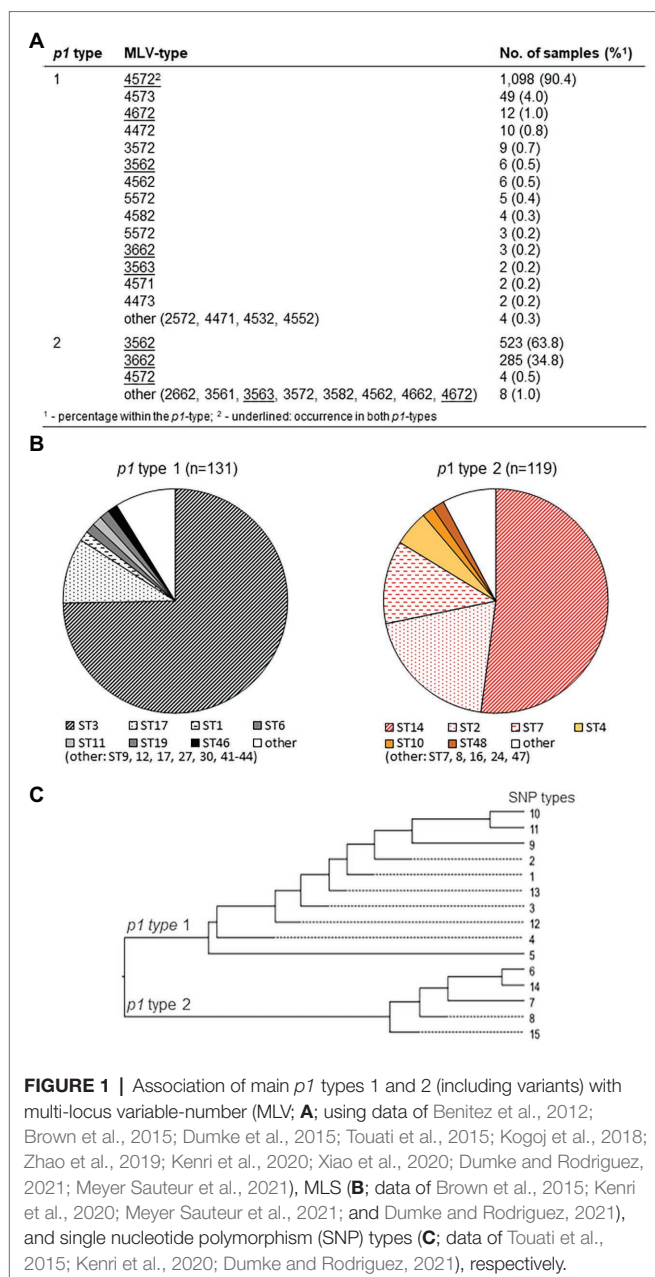 A
p1 type MLV-type No. of samples (%1)
1 4572² 1,098 (90.4)
4573 49 (4.0)
4672 12 (1.0)
4472 10 (0.8)
3572 9 (0.7)
3562 6 (0.5)
4562 6 (0.5)
5572 5 (0.4)
4582 4 (0.3)
5572 3 (0.2)
3662 3 (0.2)
3563 2 (0.2)
4571 2 (0.2)
4473 2 (0.2)
other (2572, 4471, 4532, 4552) 4 (0.3)
2 3562 523 (63.8)
3662 285 (34.8)
4572 4 (0.5)
other (2662, 3561, 3563, 3572, 3582, 4562, 4662, 4672) 8 (1.0)
¹ - percentage within the p1-type; ² - underlined: occurrence in both p1-types
B
p1 type 1 (n=131) p1 type 2 (n=119)
ST3 ST17 ST1 ST6
ST11 ST19 ST46 other
(other: ST9, 12, 17, 27, 30, 41-44)
ST14 ST2 ST7 ST4
ST10 ST48 other
(other: ST7, 8, 16, 24, 47)
C
SNP types
10
11
9
2
1
13
3
12
p1 type 1
4
5
6
14
7
p1 type 2
8
15
FIGURE 1 | Association of main p1 types 1 and 2 (including variants) with
multi-locus variable-number (MLV; A; using data of Benitez et al., 2012;
Brown et al., 2015; Dumke et al., 2015; Touati et al., 2015; Kogoj et al., 2018;
Zhao et al., 2019; Kenri et al., 2020; Xiao et al., 2020; Dumke and Rodriguez,
2021; Meyer Sauteur et al., 2021), MLS (B; data of Brown et al., 2015; Kenri
et al., 2020; Meyer Sauteur et al., 2021; and Dumke and Rodriguez, 2021),
and single nucleotide polymorphism (SNP) types (C; data of Touati et al.,
2015; Kenri et al., 2020; Dumke and Rodriguez, 2021), respectively.